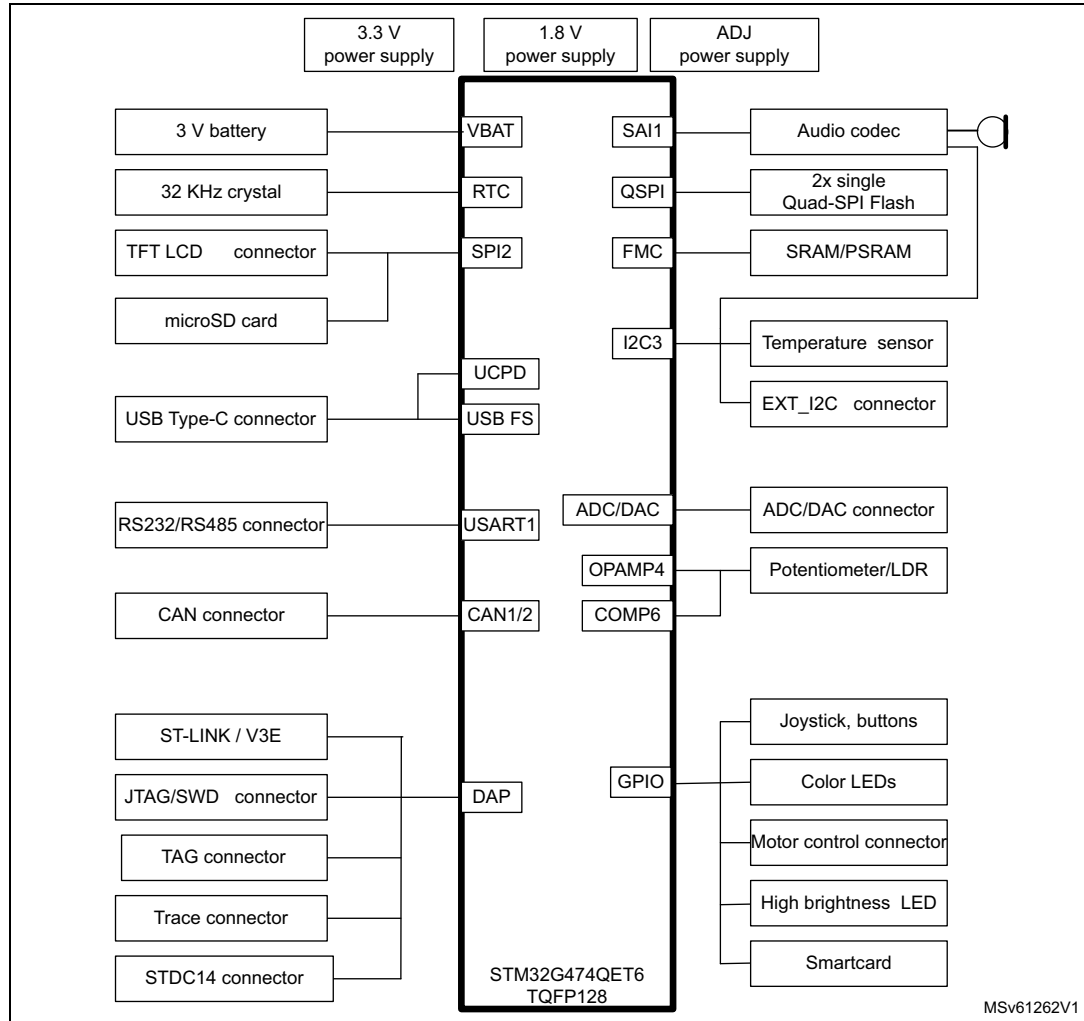 3.3 V
power supply
1.8 V
power supply
ADJ
power supply
3 V battery
VBAT
SAI1
Audio codec
32 KHz crystal
RTC
QSPI
2x single
Quad-SPI Flash
TFT LCD connector
SPI2
FMC
SRAM/PSRAM
microSD card
I2C3
Temperature sensor
UCPD
EXT_I2C connector
USB Type-C connector
USB FS
ADC/DAC
ADC/DAC connector
RS232/RS485 connector
USART1
OPAMP4
Potentiometer/LDR
CAN connector
CAN1/2
COMP6
ST-LINK / V3E
Joystick, buttons
JTAG/SWD connector
DAP
GPIO
Color LEDs
TAG connector
Motor control connector
Trace connector
High brightness LED
STDC14 connector
STM32G474QET6
TQFP128
Smartcard
MSv61262V1